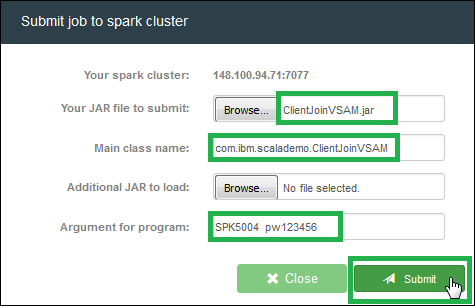 Submit job to spark cluster
Your spark cluster: 148.100.94.71:7077
Your JAR file to submit: Browse... ClientJoinVSAM.jar
Main class name: com.ibm.scalademo.ClientJoinVSAM
Additional JAR to load: Browse... No file selected.
Argument for program: SPK5004 pw123456
Close Submit